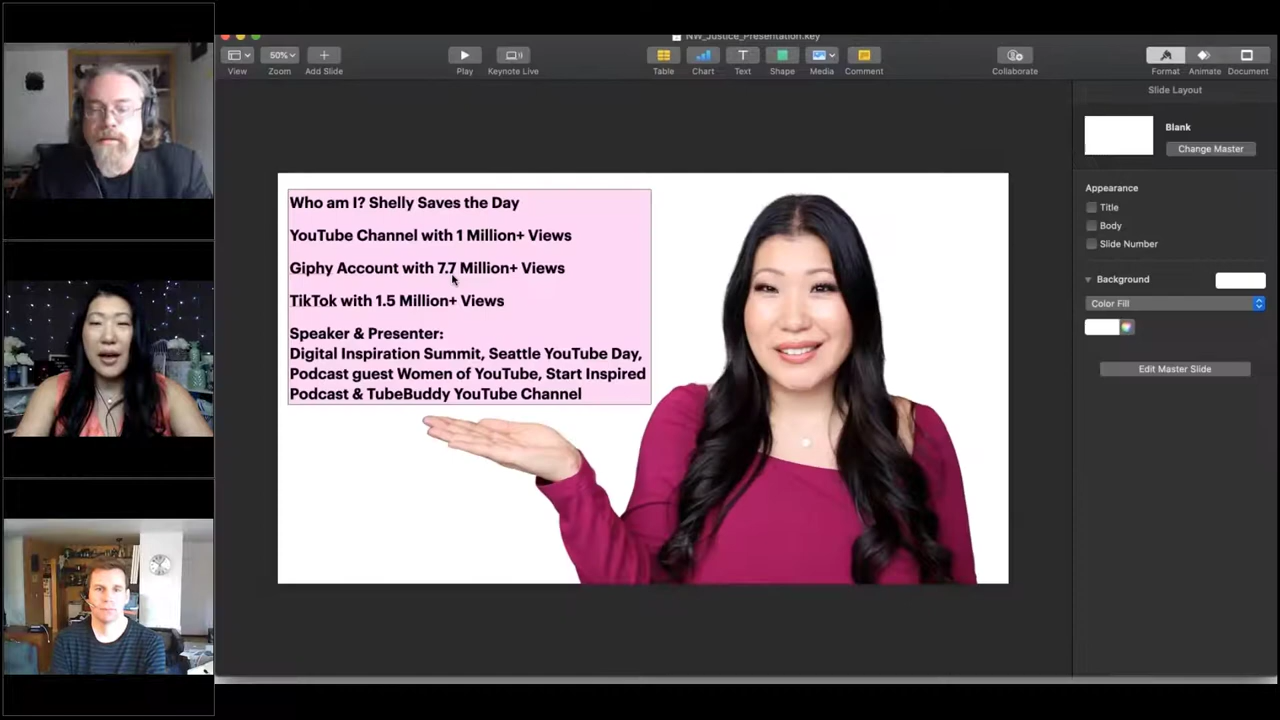 NW_Justice_Presentation.key
50%
View
Zoom
Add Slide
Play
Keynote Live
Table
Chart
Text
Shape
Media
Comment
Collaborate
Format
Animate
Document
Who am I? Shelly Saves the Day
YouTube Channel with 1 Million+ Views
Giphy Account with 7.7 Million+ Views
TikTok with 1.5 Million+ Views
Speaker & Presenter:
Digital Inspiration Summit, Seattle YouTube Day,
Podcast guest Women of YouTube, Start Inspired
Podcast & TubeBuddy YouTube Channel
Slide Layout
Blank
Change Master
Appearance
Title
Body
Slide Number
Background
Color Fill
Edit Master Slide